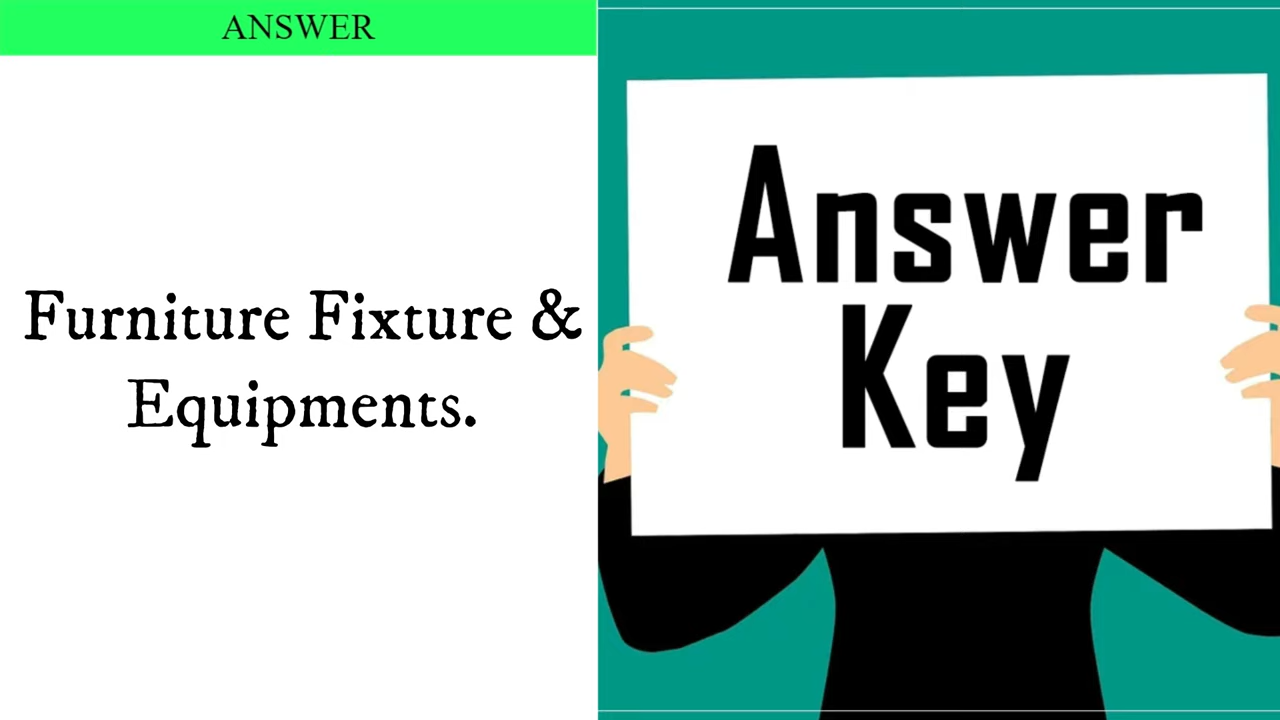 ANSWER
Furniture Fixture &
Equipments.
Answer
Key